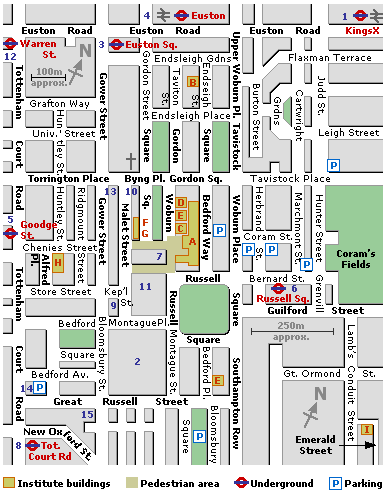 4 Euston
1 KingsX
Euston Road
Euston Road
Warren St.
12
3 Euston Sq.
N
100m approx.
Endsleigh Gdns
Flaxman Terrace
Tottenham
Court
Road
Gower Street
Gordon Street
Taviton
Endsleigh
B
Upper Woburn Pl.
Tavistock
Burton Street
Grdns
Cartwright
Judd St.
Grafton Way
Huntley St.
Univ.' Street
Endsleigh Place
Square
Gordon
Square
Square
Leigh Street
P
Torrington Place
Byng Pl.
Gordon Sq.
Tavistock Place
5
Goodge St.
Road
Huntley St.
Ridgmount Street
13
Gower Street
10
Malet Street
Sq.
F
G
Woburn
D
E
C
A
Bedford Way
P
Woburn Place
Herbrand St.
Coram St.
P
P
Marchmont St.
P
Hunter Street
Coram's Fields
Chenies Street
Alfred Pl
H
7
Store Street
11
Russell
Bernard St.
6
Russell Sq.
Grenvill
Guilford Street
Tottenham
Court
Road
Kep'l St
9
Bedford Square
Bloomsbury St.
MontaguePl.
Montague St.
Russell
Square
Square
250m approx.
2
Bedford Av.
14 P
Bedford Pl.
E
Southampton Row
Gt. Ormond St.
Lamb's Conduit St.
N
I
Great Russell Street
15
New Oxford St.
8 Tot. Court Rd
Square
P
Bloomsbury
Emerald Street
Institute buildings
Pedestrian area
Underground
P Parking